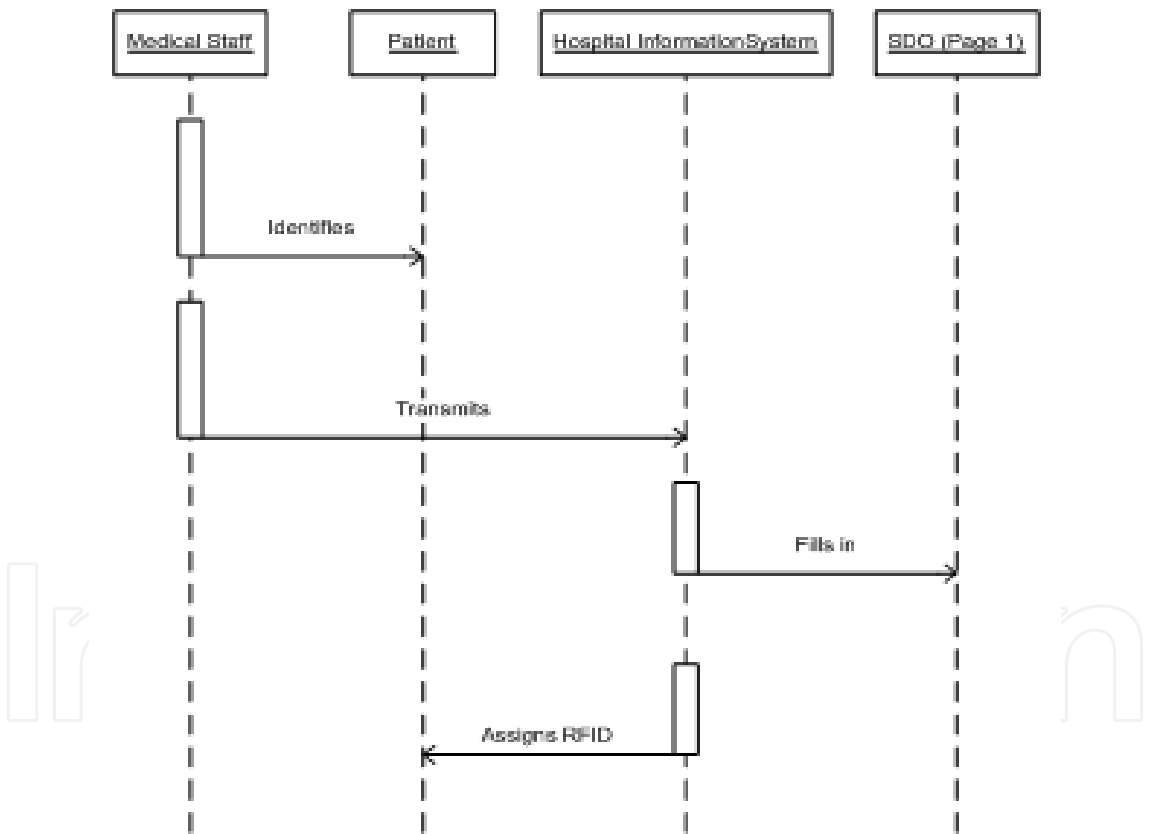 Medical Staff
Patient
Hospital InformationSystem
SDO (Page 1)
Identifies
Transmits
Fills in
Assigns RFID